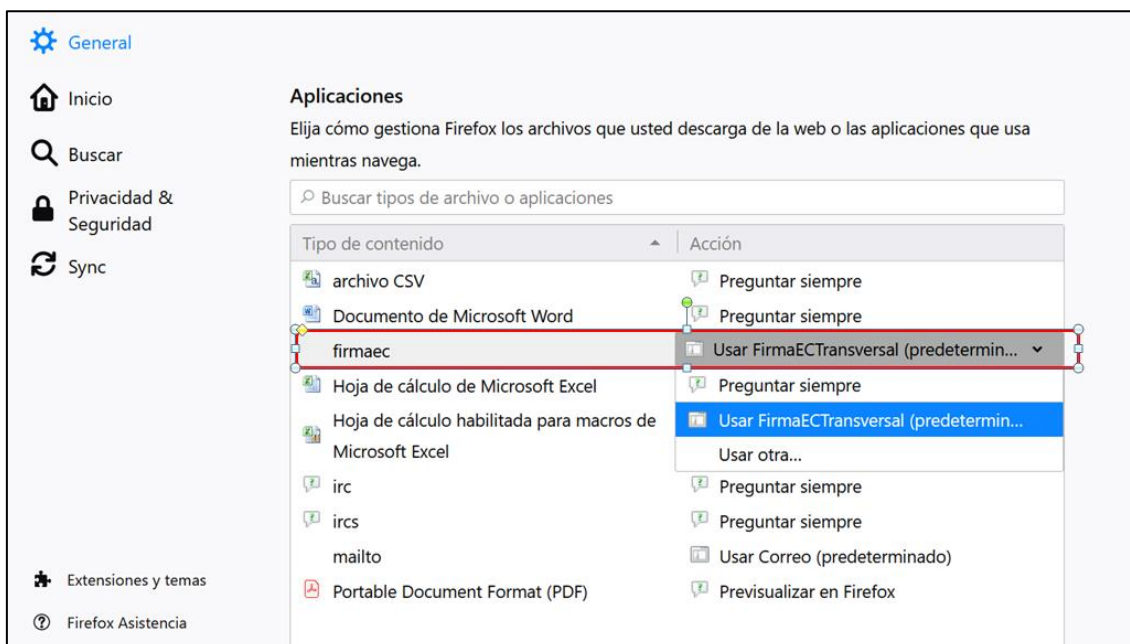 General
Inicio
Buscar
Privacidad &
Seguridad
Sync
Extensiones y temas
Firefox Asistencia
Aplicaciones
Elija cómo gestiona Firefox los archivos que usted descarga de la web o las aplicaciones que usa
mientras navega.
Buscar tipos de archivo o aplicaciones
Tipo de contenido Acción
archivo CSV Preguntar siempre
Documento de Microsoft Word Preguntar siempre
firmaec Usar FirmaECTransversal (predetermin...
Hoja de cálculo de Microsoft Excel Preguntar siempre
Hoja de cálculo habilitada para macros de Usar FirmaECTransversal (predetermin...
Microsoft Excel Usar otra...
irc Preguntar siempre
ircs Preguntar siempre
mailto Usar Correo (predeterminado)
Portable Document Format (PDF) Previsualizar en Firefox